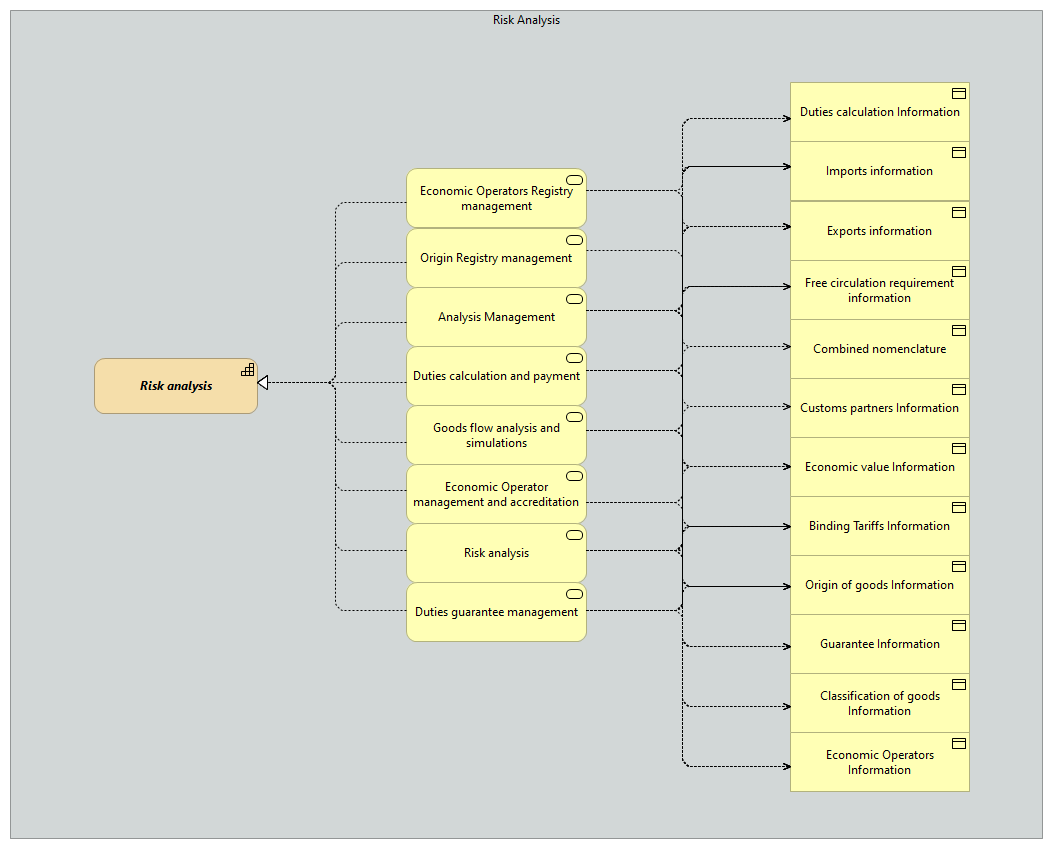 Risk Analysis
Risk analysis
Economic Operators Registry
management
Origin Registry management
Analysis Management
Duties calculation and payment
Goods flow analysis and
simulations
Economic Operator
management and accreditation
Risk analysis
Duties guarantee management
Duties calculation Information
Imports information
Exports information
Free circulation requirement
information
Combined nomenclature
Customs partners Information
Economic value Information
Binding Tariffs Information
Origin of goods Information
Guarantee Information
Classification of goods
Information
Economic Operators
Information